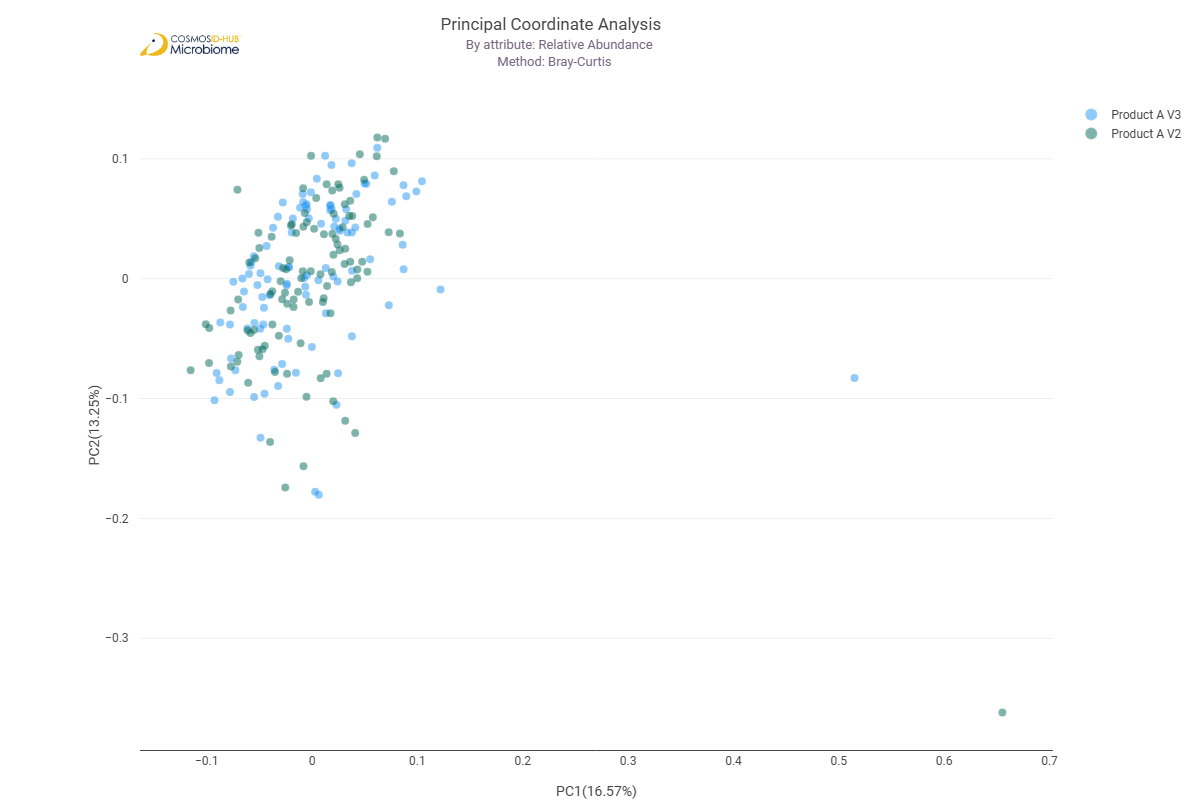 Principal Coordinate Analysis
By attribute: Relative Abundance
Method: Bray-Curtis
COSMOSID-HUB
Microbiome
Product A V3
Product A V2
0.1
0
−0.1
−0.2
−0.3
PC2(13.25%)
−0.1
0
0.1
0.2
0.3
0.4
0.5
0.6
0.7
PC1(16.57%)